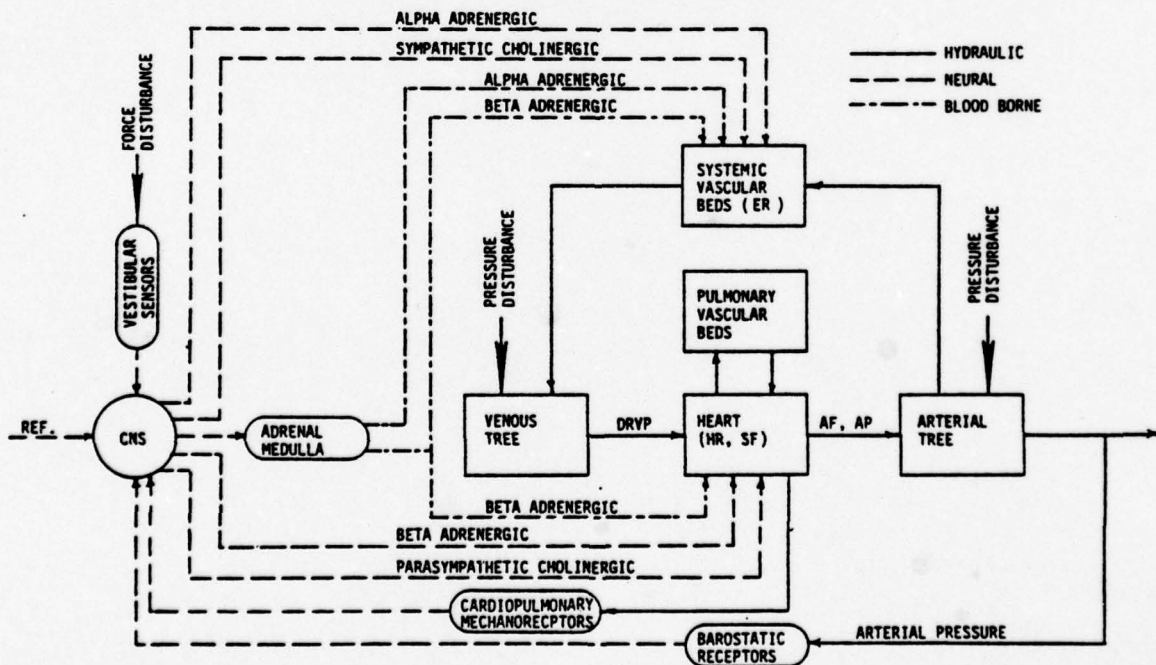 ALPHA ADRENERGIC
SYMPATHETIC CHOLINERGIC
ALPHA ADRENERGIC
BETA ADRENERGIC
HYDRAULIC
NEURAL
BLOOD BORNE
FORCE
DISTURBANCE
VESTIBULAR
SENSORS
SYSTEMIC
VASCULAR
BEDS (ER )
PRESSURE
DISTURBANCE
PULMONARY
VASCULAR
BEDS
PRESSURE
DISTURBANCE
REF.
CNS
ADRENAL
MEDULLA
VENOUS
TREE
DRVP
HEART
(HR, SF)
AF, AP
ARTERIAL
TREE
BETA ADRENERGIC
BETA ADRENERGIC
PARASYMPATHETIC CHOLINERGIC
CARDIOPULMONARY
MECHANORECPTORS
BAROSTATIC
RECEPTORS
ARTERIAL PRESSURE